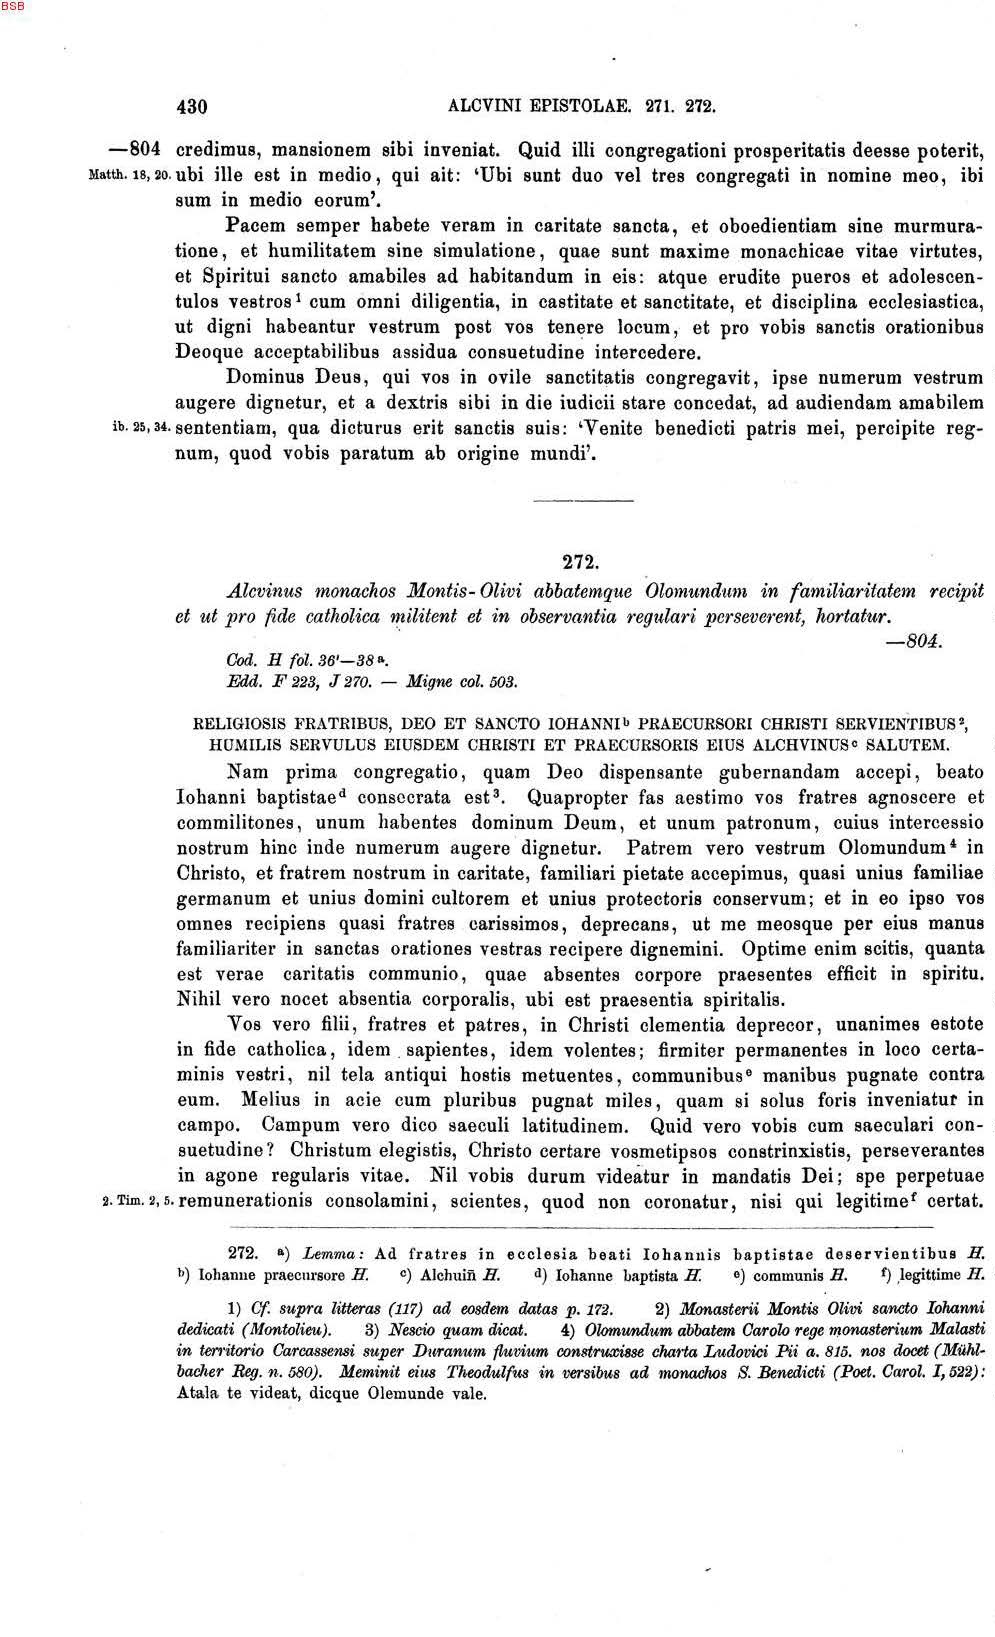 BSB
430 ALCVINI EPISTOLAE. 271. 272.
—804 credimus, mansionem sibi inveniat. Quid illi congregationi prosperitatis deesse poterit,
Matth. 18, 20. ubi ille est in medio, qui ait: ‘Ubi sunt duo vel tres congregati in nomine meo, ibi
sum in medio eorum’.
Pacem semper habete veram in caritate sancta, et oboedientiam sine murmura-
tione, et humilitatem sine simulatione, quae sunt maxime monachicae vitae virtutes,
et Spiritui sancto amabiles ad habitandum in eis: atque erudite pueros et adolescen-
tulos vestros¹ cum omni diligentia, in castitate et sanctitate, et disciplina ecclesiastica,
ut digni habeantur vestrum post vos tenere locum, et pro vobis sanctis orationibus
Deoque acceptabilibus assidua consuetudine intercedere.
Dominus Deus, qui vos in ovile sanctitatis congregavit, ipse numerum vestrum
augere dignetur, et a dextris sibi in die iudicii stare concedat, ad audiendam amabilem
ib. 25, 34. sententiam, qua dicturus erit sanctis suis: ‘Venite benedicti patris mei, percipite reg-
num, quod vobis paratum ab origine mundi’.
272.
Alcvinus monachos Montis-Olivi abbatemque Olomundum in familiaritatem recipit
et ut pro fide catholica militent et in observantia regulari perseverent, hortatur.
—804.
Cod. H fol. 36'—38 ᵃ.
Edd. F 223, J 270. — Migne col. 503.
RELIGIOSIS FRATRIBUS, DEO ET SANCTO IOHANNIᵇ PRAECURSORI CHRISTI SERVIENTIBUS²,
HUMILIS SERVULUS EIUSDEM CHRISTI ET PRAECURSORIS EIUS ALCHVINUSᶜ SALUTEM.
Nam prima congregatio, quam Deo dispensante gubernandam accepi, beato
Iohanni baptistaeᵈ consecrata est³. Quapropter fas aestimo vos fratres agnoscere et
commilitones, unum habentes dominum Deum, et unum patronum, cuius intercessio
nostrum hinc inde numerum augere dignetur. Patrem vero vestrum Olomundum⁴ in
Christo, et fratrem nostrum in caritate, familiari pietate accepimus, quasi unius familiae
germanum et unius domini cultorem et unius protectoris conservum; et in eo ipso vos
omnes recipiens quasi fratres carissimos, deprecans, ut me meosque per eius manus
familiariter in sanctas orationes vestras recipere dignemini. Optime enim scitis, quanta
est verae caritatis communio, quae absentes corpore praesentes efficit in spiritu.
Nihil vero nocet absentia corporalis, ubi est praesentia spiritalis.
Vos vero filii, fratres et patres, in Christi clementia deprecor, unanimes estote
in fide catholica, idem sapientes, idem volentes; firmiter permanentes in loco certa-
minis vestri, nil tela antiqui hostis metuentes, communibusᵉ manibus pugnate contra
eum. Melius in acie cum pluribus pugnat miles, quam si solus foris inveniatur in
campo. Campum vero dico saeculi latitudinem. Quid vero vobis cum saeculari con-
suetudine? Christum elegistis, Christo certare vosmetipsos constrinxistis, perseverantes
in agone regularis vitae. Nil vobis durum videatur in mandatis Dei; spe perpetuae
2. Tim. 2, 5. remunerationis consolamini, scientes, quod non coronatur, nisi qui legitimeᶠ certat.
272. ᵃ) Lemma: Ad fratres in ecclesia beati Iohannis baptistae deservientibus H.
ᵇ) Iohanne praecursore H. ᶜ) Alchuin̄ H. ᵈ) Iohanne baptista H. ᵉ) communis H. ᶠ) legittime H.
1) Cf. supra litteras (117) ad eosdem datas p. 172. 2) Monasterii Montis Olivi sancto Iohanni
dedicati (Montolieu). 3) Nescio quam dicat. 4) Olomundum abbatem Carolo rege monasterium Malasti
in territorio Carcassensi super Duranum fluvium construxisse charta Ludovici Pii a. 815. nos docet (Mühl-
bacher Reg. n. 580). Meminit eius Theodulfus in versibus ad monachos S. Benedicti (Poet. Carol. I, 522):
Atala te videat, dicque Olemunde vale.